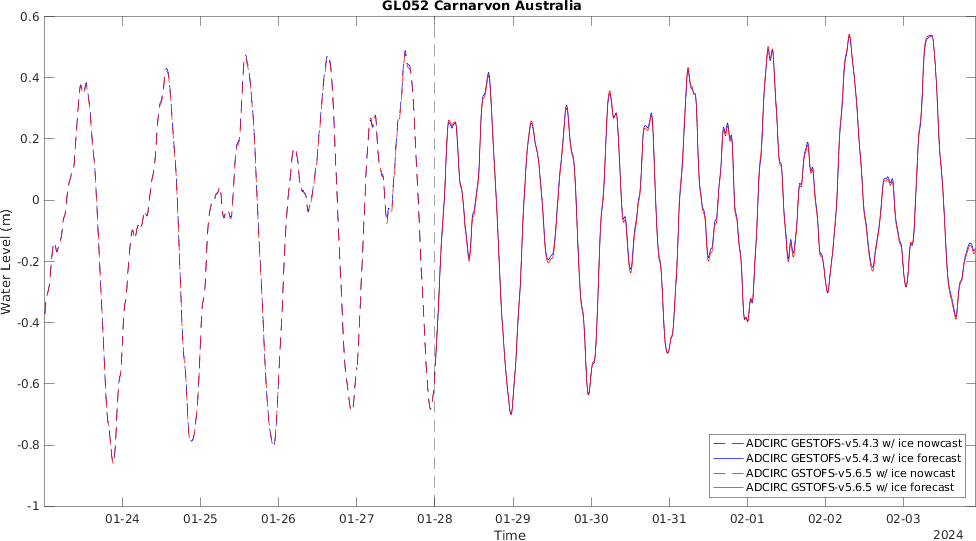 GL052 Carnarvon Australia
0.6
0.4
0.2
0
-0.2
-0.4
-0.6
-0.8
-1
Water Level (m)
ADCIRC GESTOFS-v5.4.3 w/ ice nowcast
ADCIRC GESTOFS-v5.4.3 w/ ice forecast
ADCIRC GSTOFS-v5.6.5 w/ ice nowcast
ADCIRC GSTOFS-v5.6.5 w/ ice forecast
01-24 01-25 01-26 01-27 01-28 01-29 01-30 01-31 02-01 02-02 02-03
Time
2024